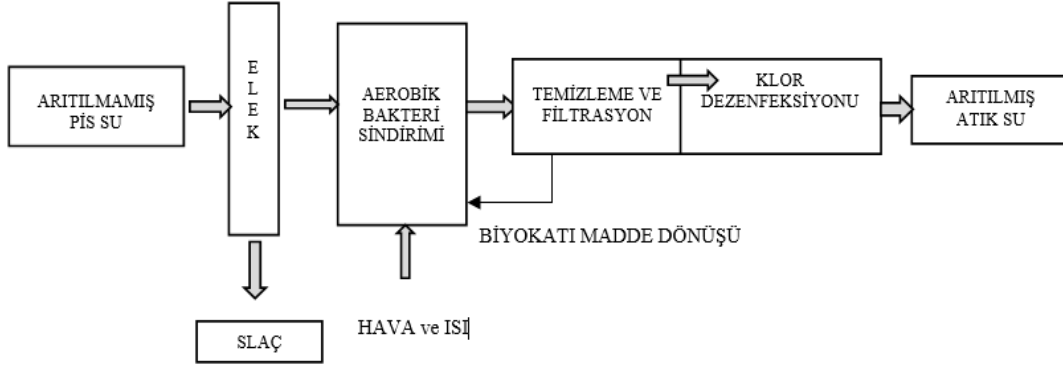 ARITILMAMIŞ
PİS SU
E
L
E
K
AEROBİK
BAKTERİ
SİNDİRİMİ
TEMİZLEME VE
FİLTRASYON
KLOR
DEZENFEKSİYONU
ARITILMIŞ
ATIK SU
BİYOKATI MADDE DÖNÜŞÜ
HAVA ve ISI
SLAÇ